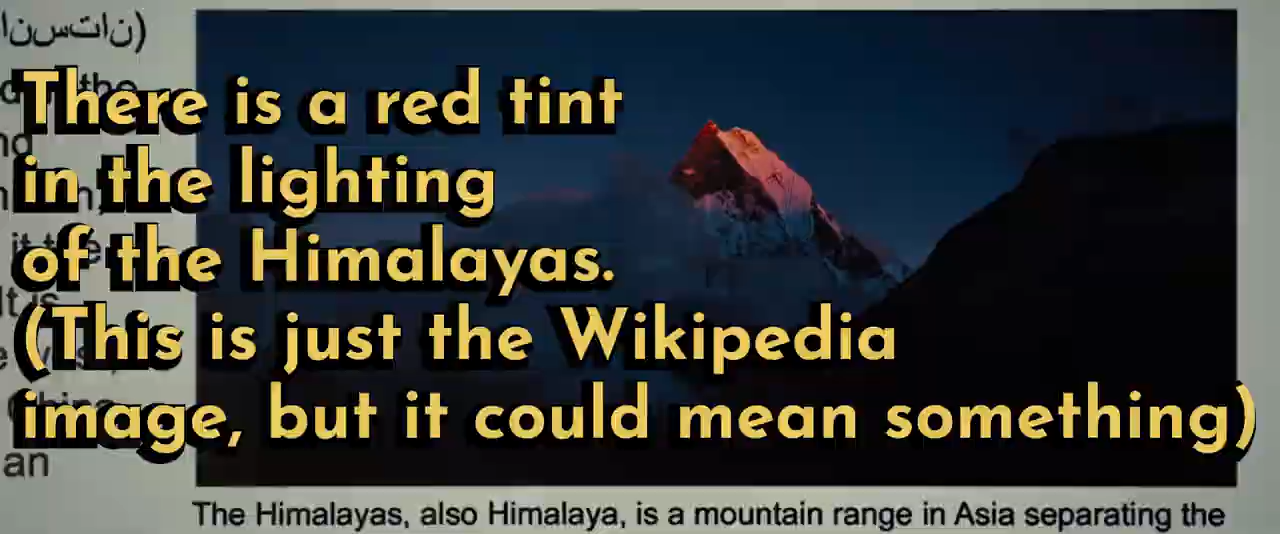 انستان)
There is a red tint
in the lighting
of the Himalayas.
(This is just the Wikipedia
image, but it could mean something)
an
The Himalayas, also Himalaya, is a mountain range in Asia separating the